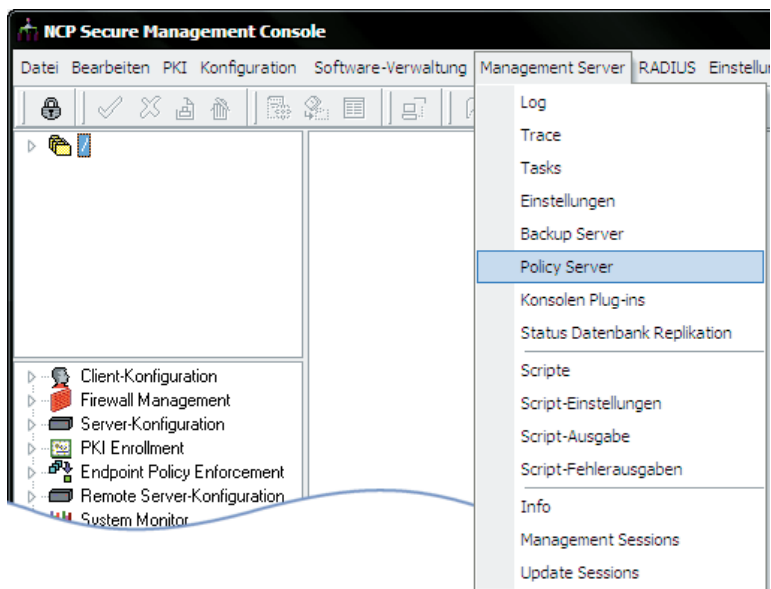 NCP Secure Management Console
Datei Bearbeiten PKI Konfiguration Software-Verwaltung Management Server RADIUS Einstellu
/
Log
Trace
Tasks
Einstellungen
Backup Server
Policy Server
Konsolen Plug-ins
Status Datenbank Replikation
Scripte
Script-Einstellungen
Script-Ausgabe
Script-Fehlerausgaben
Info
Management Sessions
Update Sessions
Client-Konfiguration
Firewall Management
Server-Konfiguration
PKI Enrollment
Endpoint Policy Enforcement
Remote Server-Konfiguration
System Monitor